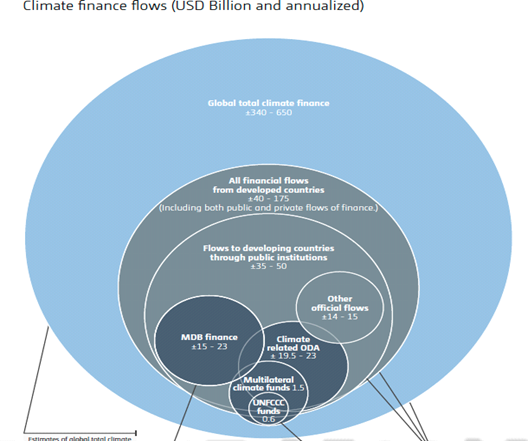 Climate finance flows (USD Billion and annualized)
Global total climate finance
±340 - 650
All financial flows
from developed countries
±40 - 175
(Including both public and private flows of finance.)
Flows to developing countries
through public institutions
±35 - 50
Other
official flows
±14 - 15
MDB finance
±15 - 23
Climate
related ODA
± 19.5 - 23
Multilateral
climate funds 1.5
UNFCCC
funds
0.6
Estimates of global total climate